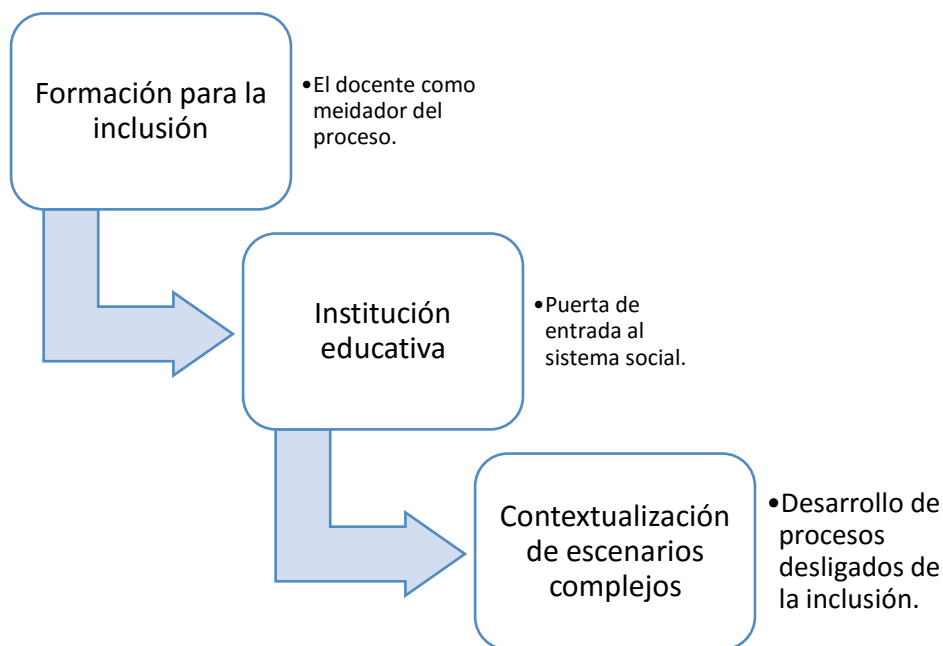 Formación para la
inclusión
•El docente como
meidador del
proceso.
Institución
educativa
•Puerta de
entrada al
sistema social.
Contextualización
de escenarios
complejos
•Desarrollo de
procesos
desligados de
la inclusión.